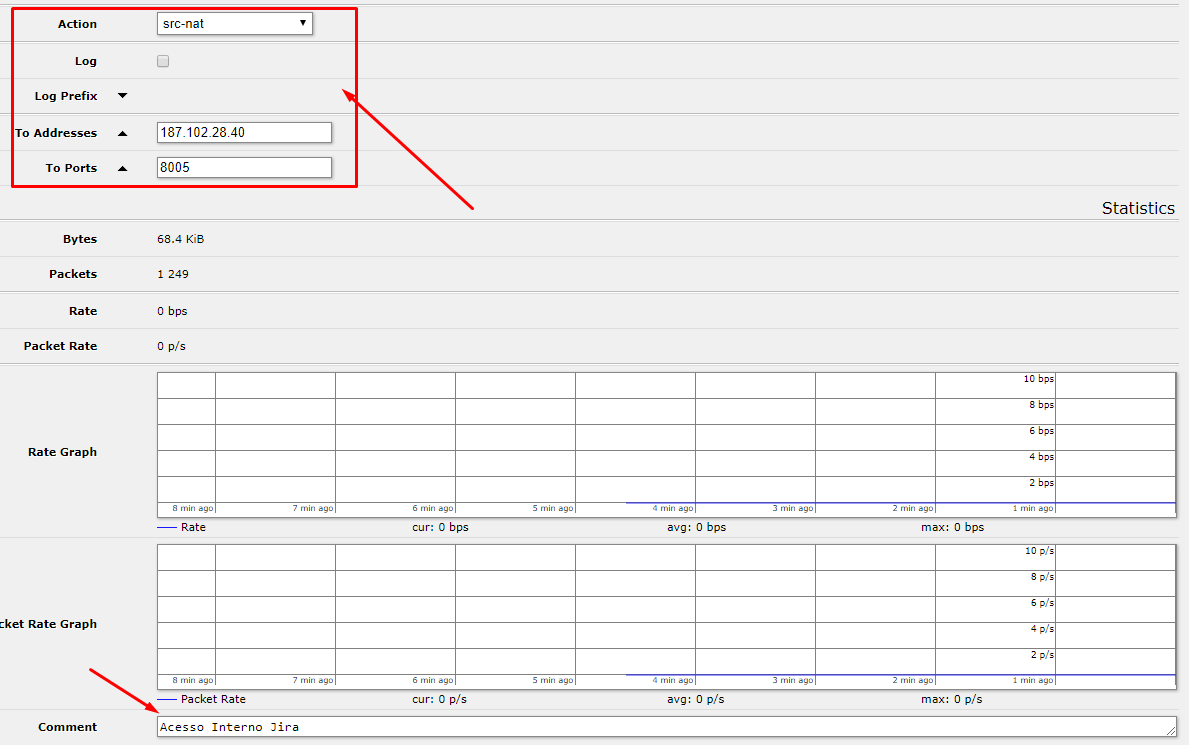 Action src-nat
Log
Log Prefix
To Addresses 187.102.28.40
To Ports 8005
Statistics
Bytes 68.4 KiB
Packets 1 249
Rate 0 bps
Packet Rate 0 p/s
10 bps
8 bps
6 bps
Rate Graph
4 bps
2 bps
8 min ago 7 min ago 6 min ago 5 min ago 4 min ago 3 min ago 2 min ago 1 min ago
Rate cur: 0 bps avg: 0 bps max: 0 bps
10 p/s
8 p/s
6 p/s
cket Rate Graph
4 p/s
2 p/s
8 min ago 7 min ago 6 min ago 5 min ago 4 min ago 3 min ago 2 min ago 1 min ago
Packet Rate cur: 0 p/s avg: 0 p/s max: 0 p/s
Comment Acesso Interno Jira